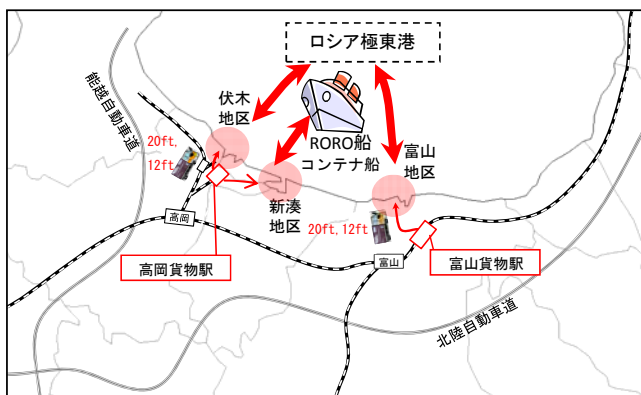 ロシア極東港
能越自動車道
伏木
地区
RORO船
コンテナ船
富山
地区
20ft,
12ft
新湊
地区
20ft, 12ft
高岡
富山
高岡貨物駅
富山貨物駅
北陸自動車道